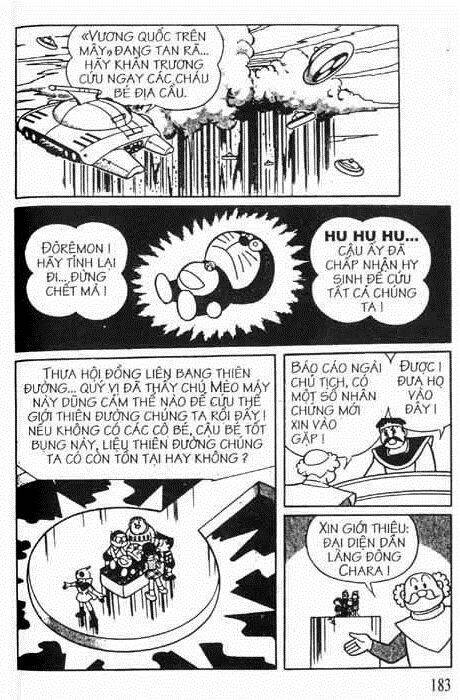 «VƯƠNG QUỐC TRÊN
MÂY» ĐANG TAN RÃ...
HÃY KHẨN TRƯƠNG
CỨU NGAY CÁC CHÁU
BÉ ĐỊA CẦU.
ĐÔRÊMON !
HÃY TỈNH LẠI
ĐI... ĐỪNG
CHẾT MÀ !
HU HU HU...
CẬU ẤY ĐÃ
CHẤP NHẬN HY
SINH ĐỂ CỨU
TẤT CẢ CHÚNG
TA !
THƯA HỘI ĐỒNG LIÊN BANG THIÊN
ĐƯỜNG... QUÝ VỊ ĐÃ THẤY CHÚ MÈO MÁY
NÀY DŨNG CẢM THẾ NÀO ĐỂ CỨU THẾ
GIỚI THIÊN ĐƯỜNG CHÚNG TA RỒI ĐẤY !
NẾU KHÔNG CÓ CÁC CÔ BÉ, CẬU BÉ TỐT
BỤNG NÀY, LIỆU THIÊN ĐƯỜNG CHÚNG
TA CÓ CÒN TỒN TẠI HAY KHÔNG ?
BÁO CÁO NGÀI
CHỦ TỊCH, CÓ
MỘT SỐ NHÂN
CHỨNG MỚI
XIN VÀO
GẶP !
ĐƯỢC !
ĐƯA HỌ
VÀO
ĐÂY !
XIN GIỚI THIỆU:
ĐẠI DIỆN DÂN
LÀNG ĐÔNG
CHARA !
183